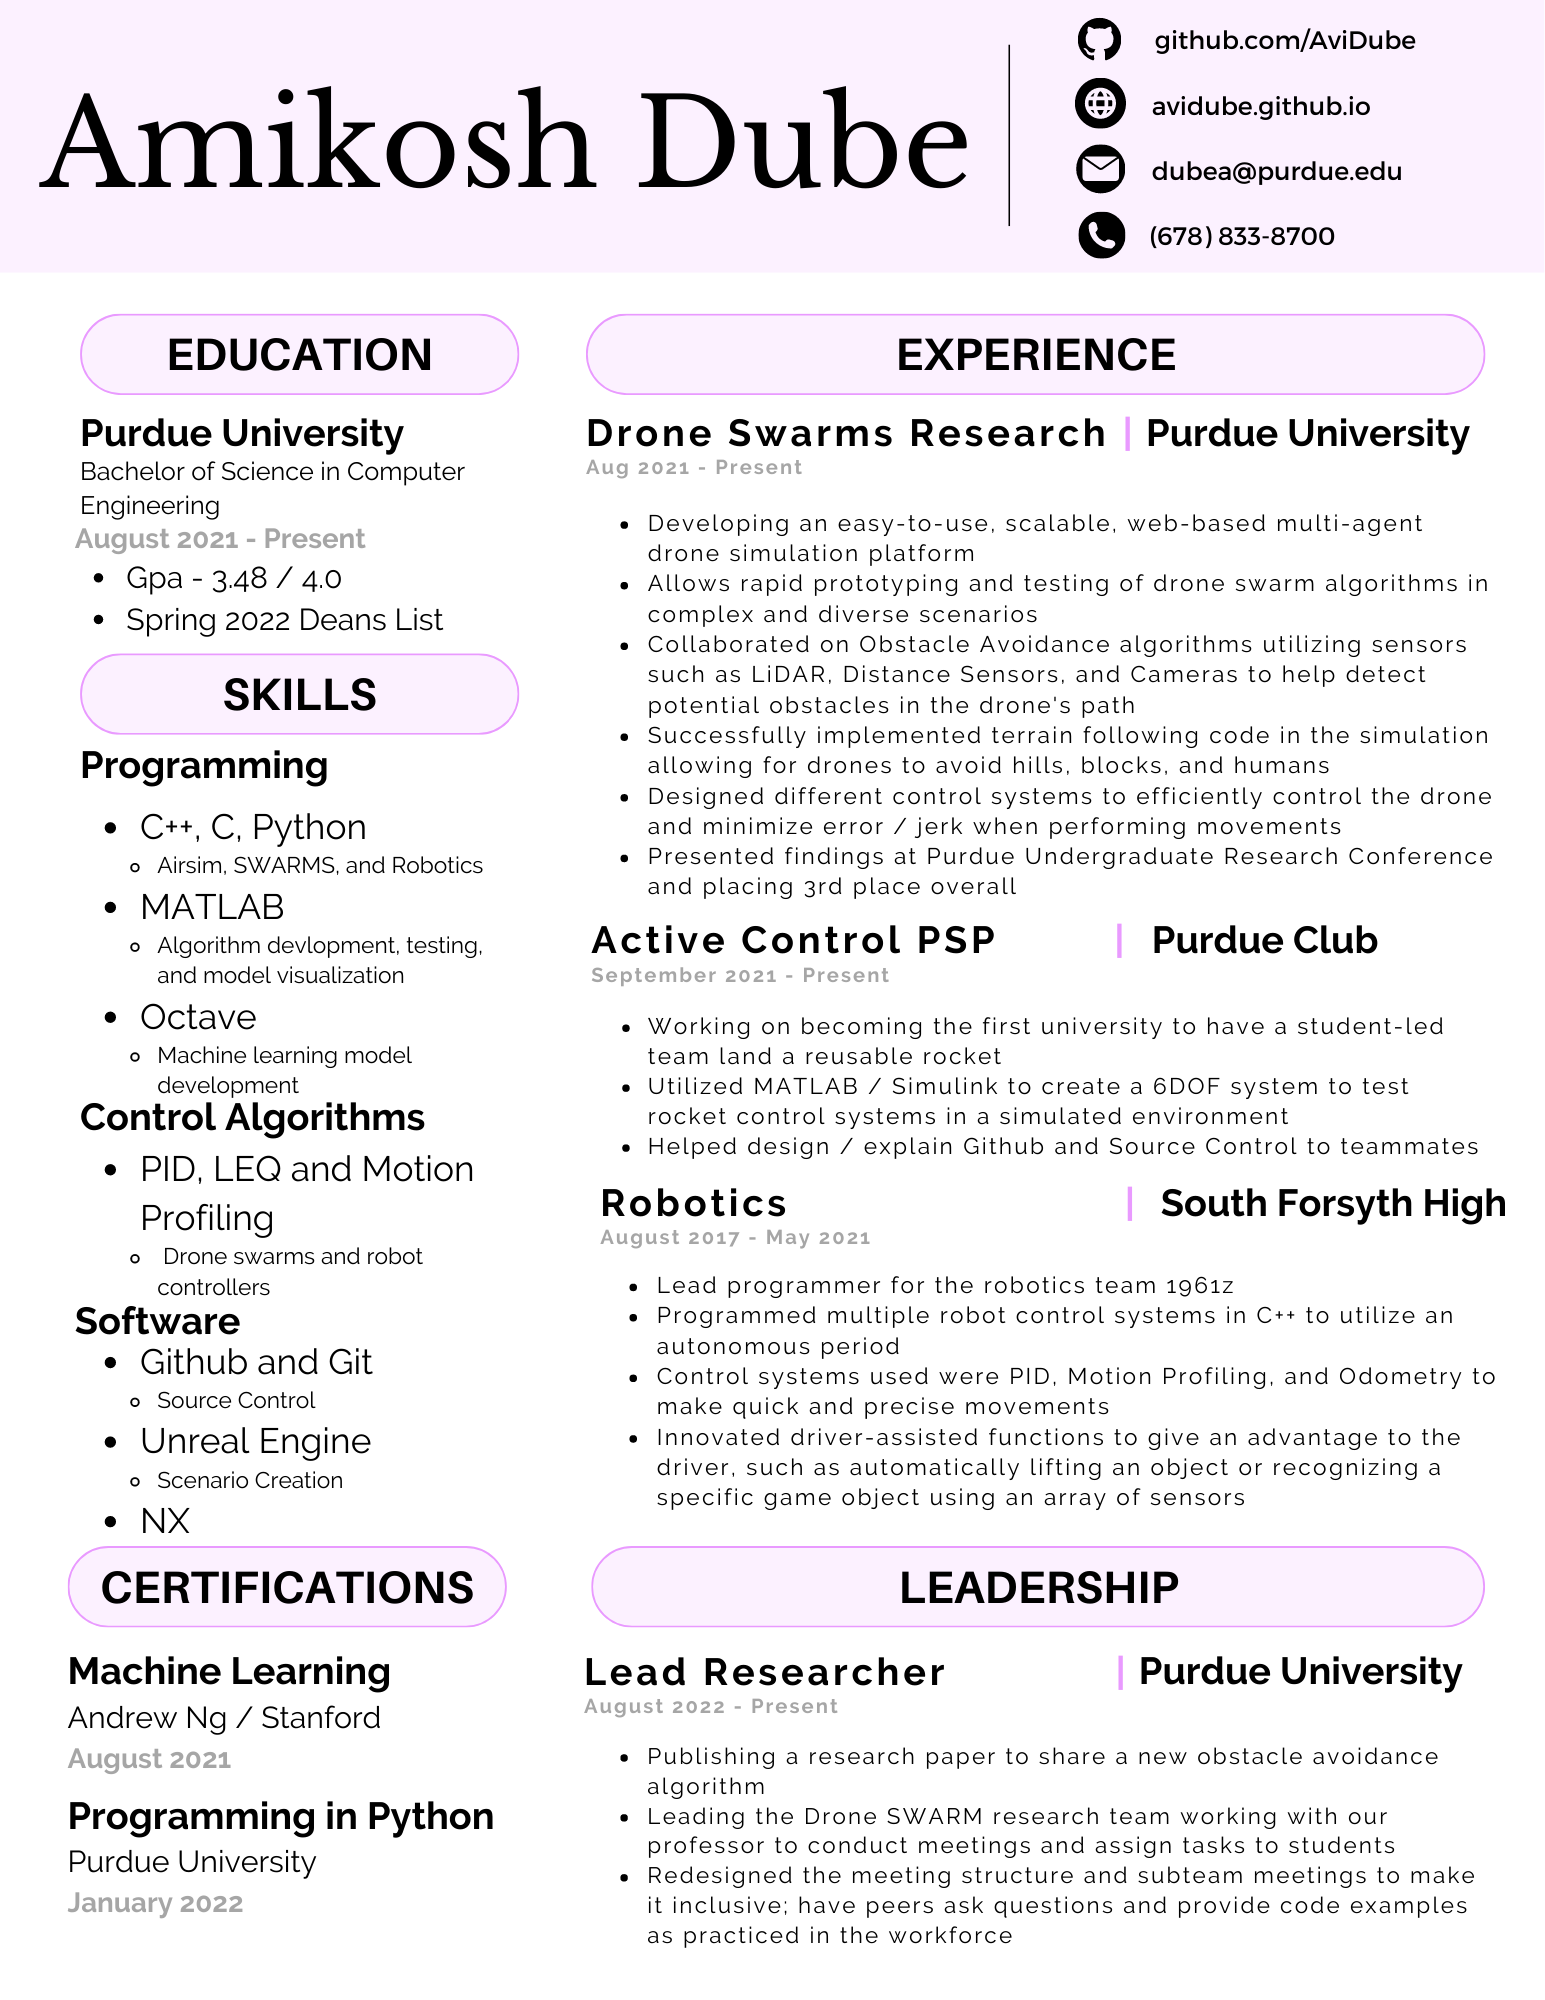 Amikosh Dube
github.com/AviDube
avidube.github.io
dubea@purdue.edu
(678) 833-8700
EDUCATION
Purdue University
Bachelor of Science in Computer
Engineering
August 2021 - Present
Gpa - 3.48 / 4.0
Spring 2022 Deans List
SKILLS
Programming
C++, C, Python
Airsim, SWARMS, and Robotics
MATLAB
Algorithm devlopment, testing,
and model visualization
Octave
Machine learning model
development
Control Algorithms
PID, LEQ and Motion
Profiling
Drone swarms and robot
controllers
Software
Github and Git
Source Control
Unreal Engine
Scenario Creation
NX
CERTIFICATIONS
Machine Learning
Andrew Ng / Stanford
August 2021
Programming in Python
Purdue University
January 2022
EXPERIENCE
Drone Swarms Research | Purdue University
Aug 2021 - Present
Developing an easy-to-use, scalable, web-based multi-agent
drone simulation platform
Allows rapid prototyping and testing of drone swarm algorithms in
complex and diverse scenarios
Collaborated on Obstacle Avoidance algorithms utilizing sensors
such as LiDAR, Distance Sensors, and Cameras to help detect
potential obstacles in the drone's path
Successfully implemented terrain following code in the simulation
allowing for drones to avoid hills, blocks, and humans
Designed different control systems to efficiently control the drone
and minimize error / jerk when performing movements
Presented findings at Purdue Undergraduate Research Conference
and placing 3rd place overall
Active Control PSP | Purdue Club
September 2021 - Present
Working on becoming the first university to have a student-led
team land a reusable rocket
Utilized MATLAB / Simulink to create a 6DOF system to test
rocket control systems in a simulated environment
Helped design / explain Github and Source Control to teammates
Robotics | South Forsyth High
August 2017 - May 2021
Lead programmer for the robotics team 1961z
Programmed multiple robot control systems in C++ to utilize an
autonomous period
Control systems used were PID, Motion Profiling, and Odometry to
make quick and precise movements
Innovated driver-assisted functions to give an advantage to the
driver, such as automatically lifting an object or recognizing a
specific game object using an array of sensors
LEADERSHIP
Lead Researcher | Purdue University
August 2022 - Present
Publishing a research paper to share a new obstacle avoidance
algorithm
Leading the Drone SWARM research team working with our
professor to conduct meetings and assign tasks to students
Redesigned the meeting structure and subteam meetings to make
it inclusive; have peers ask questions and provide code examples
as practiced in the workforce